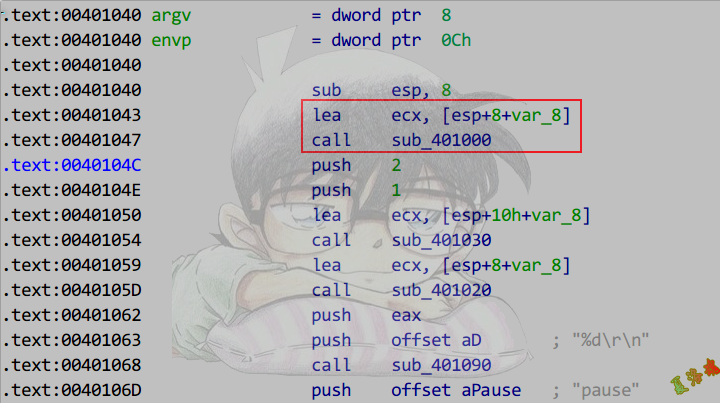 .text:00401040 argv = dword ptr 8
.text:00401040 envp = dword ptr 0Ch
.text:00401040
.text:00401040 sub esp, 8
.text:00401043 lea ecx, [esp+8+var_8]
.text:00401047 call sub_401000
.text:0040104C push 2
.text:0040104E push 1
.text:00401050 lea ecx, [esp+10h+var_8]
.text:00401054 call sub_401030
.text:00401059 lea ecx, [esp+8+var_8]
.text:0040105D call sub_401020
.text:00401062 push eax
.text:00401063 push offset aD ; "%d\r\n"
.text:00401068 call sub_401090
.text:0040106D push offset aPause ; "pause"